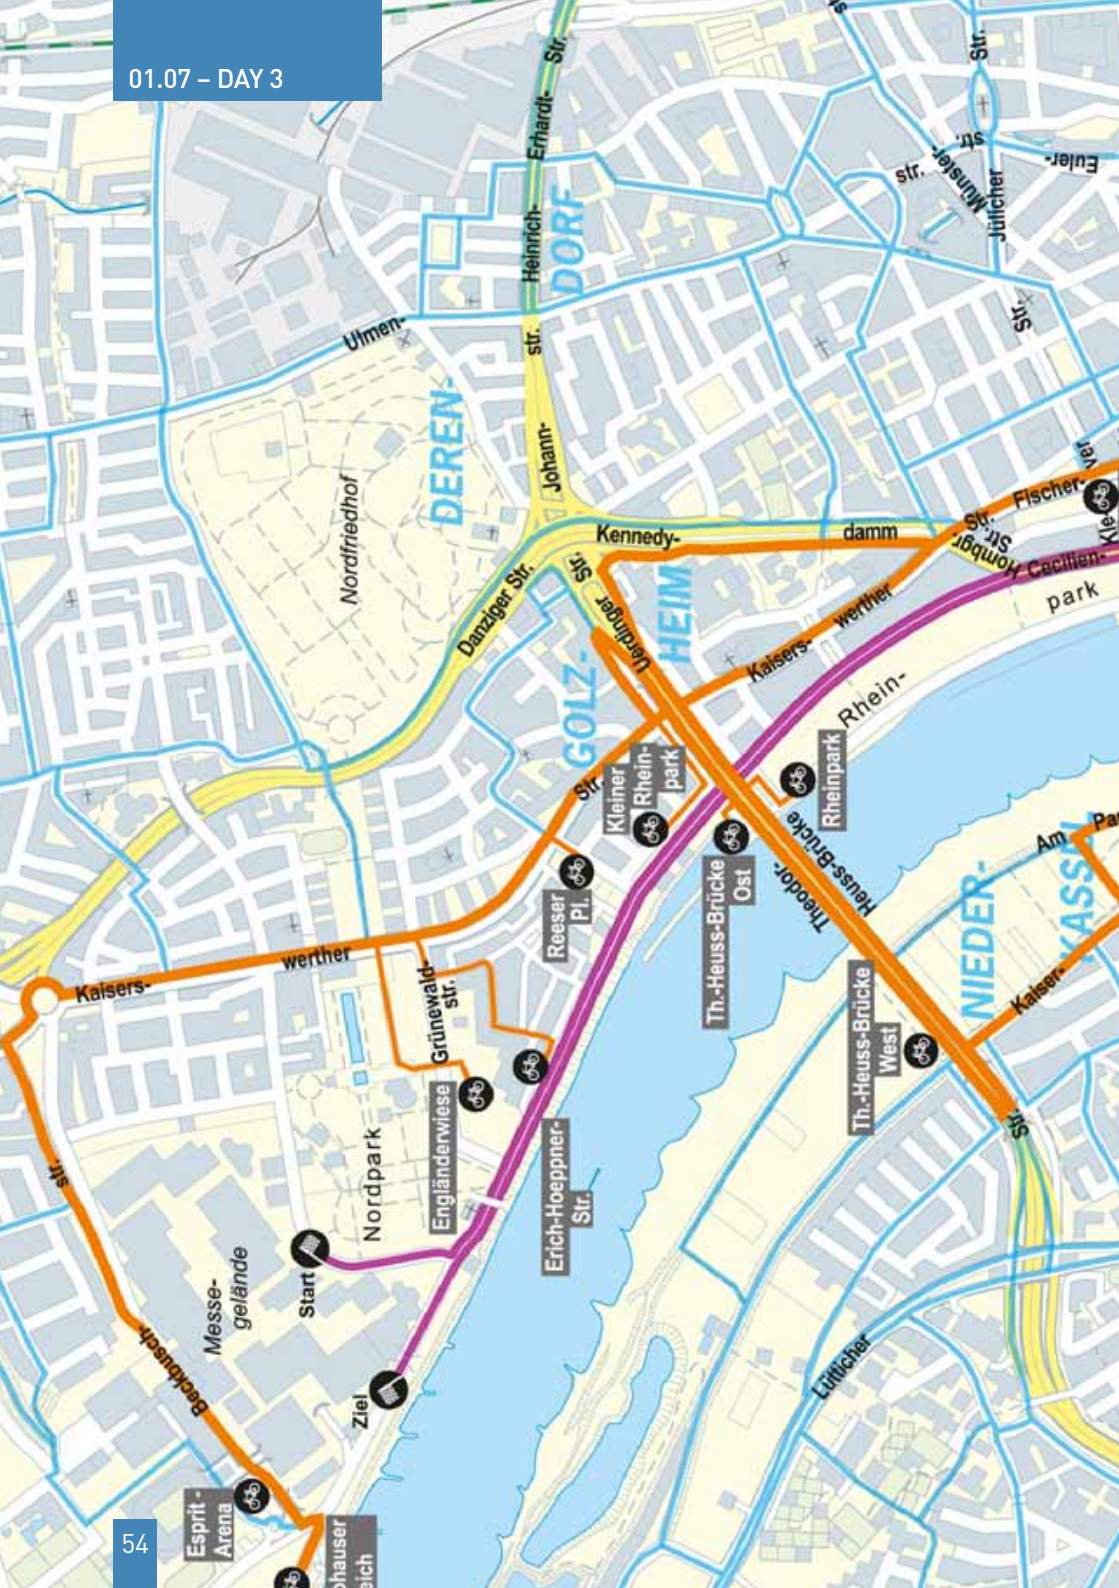 01.07 – DAY 3
Str.
Erhardt-
Heinrich-
str.
Johann-
DORF
DEREN-
Ulmen-
Nordfriedhof
Danziger Str.
Kennedy-
damm
Uerdinger
Str.
HEIM
GOLZ-
Str.
str.
Münster-
str.
Euler-
Jülicher
Str.
Fischer-
Str.
Str.
Cecilien-
park
Kaisers-
werther
Rhein-
Str.
Kleiner
Rhein-
park
Rheinpark
Reeser
Pl.
Th.-Heuss-Brücke
Ost
Theodor-
Heuss-Brücke
Am
KASSEL
NIEDER-
Kaiser-
Th.-Heuss-Brücke
West
Str.
Kaisers-
werther
Grünewald-
str.
Engländerwiese
Erich-Hoeppner-
Str.
Nordpark
Start
Messe-
gelände
Ziel
str.
Beckbusch-
Lütticher
Esprit -
Arena
54